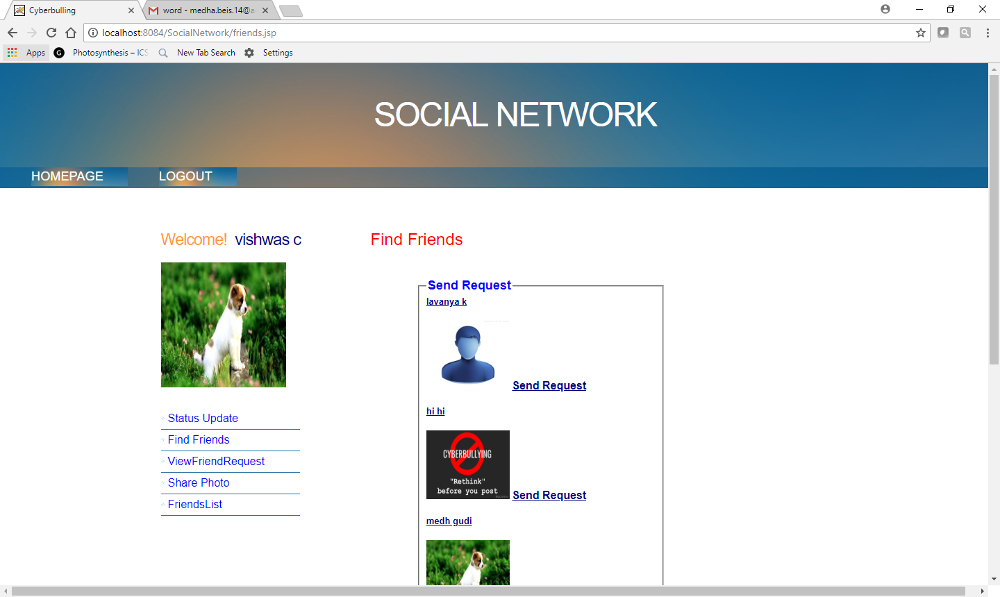 Cyberbulling
word - medha.beis.14@a
localhost:8084/SocialNetwork/friends.jsp
Apps
G
Photosynthesis – ICS
New Tab Search
Settings
SOCIAL NETWORK
HOMEPAGE
LOGOUT
Welcome! vishwas c
Find Friends
Send Request
lavanya k
Send Request
hi hi
CYBERBULLYING
"Rethink"
before you post
Send Request
medh gudi
Status Update
Find Friends
ViewFriendRequest
Share Photo
FriendsList